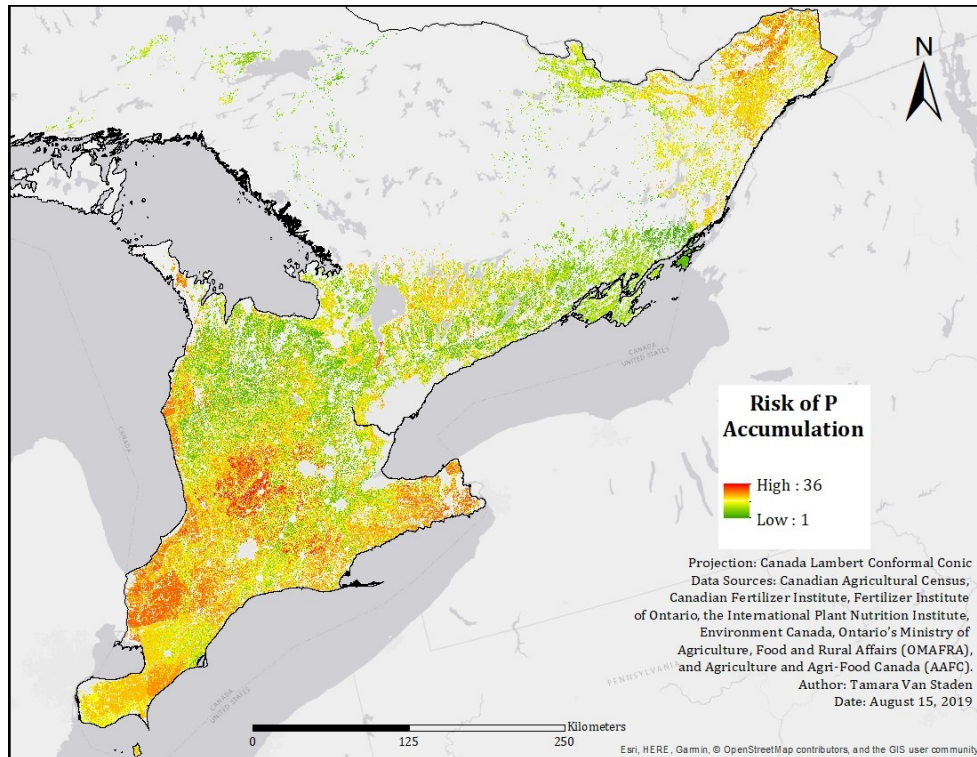 N
CANADA
UNITED STATES
Risk of P
Accumulation
High : 36
Low : 1
CANADA
Projection: Canada Lambert Conformal Conic
Data Sources: Canadian Agricultural Census,
Canadian Fertilizer Institute, Fertilizer Institute
of Ontario, the International Plant Nutrition Institute,
Environment Canada, Ontario's Ministry of
Agriculture, Food and Rural Affairs (OMAFRA),
and Agriculture and Agri-Food Canada (AAFC).
Author: Tamara Van Staden
Date: August 15, 2019
PENNSYLVANIA
CANADA
UNITED STATES
Kilometers
0 125 250
Esri, HERE, Garmin, © OpenStreetMap contributors, and the GIS user community